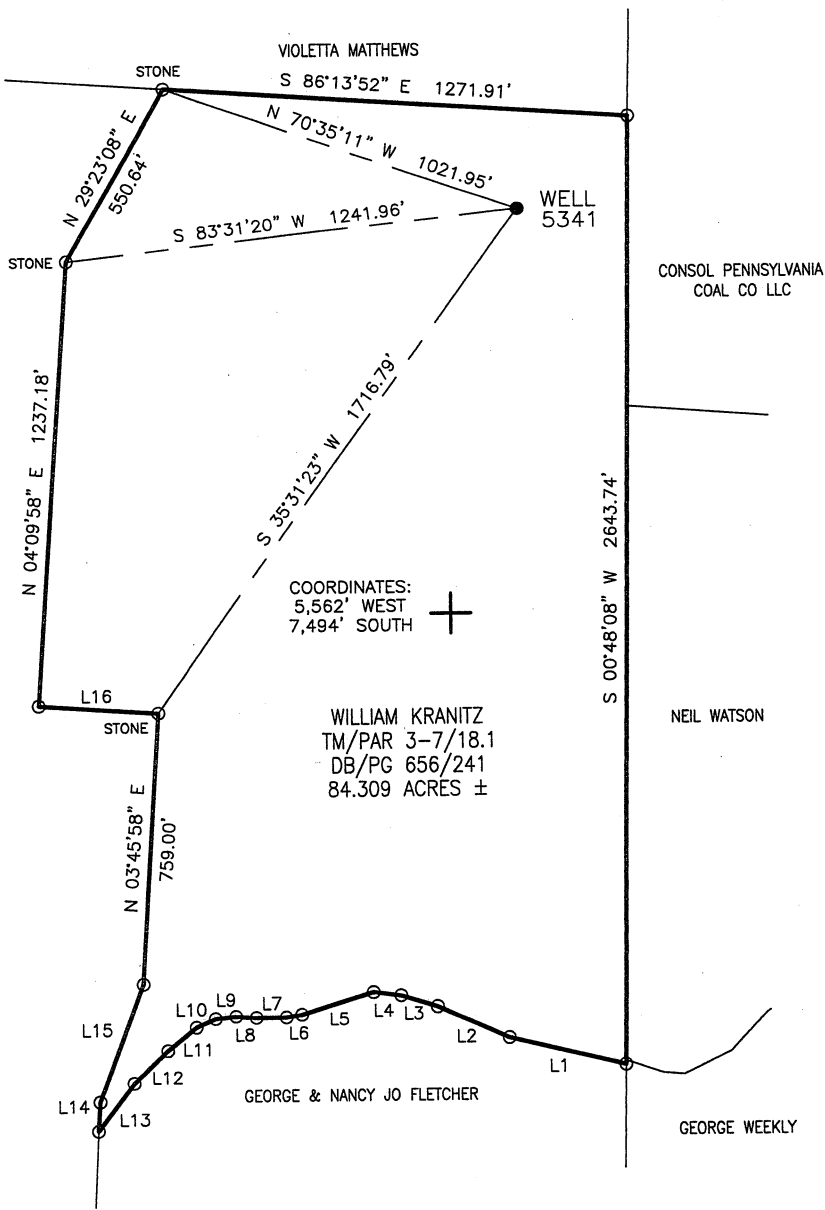 VIOLETTA MATTHEWS
STONE
S 86°13'52" E 1271.91'
N 70°35'11" W 1021.95'
N 29°23'08" E
550.64'
WELL
5341
S 83°31'20" W 1241.96'
STONE
CONSOL PENNSYLVANIA
COAL CO LLC
N 04°09'58" E 1237.18'
S 35°31'23" W 1716.79'
S 00°48'08" W 2643.74'
COORDINATES:
5,562' WEST
7,494' SOUTH
L16
STONE
WILLIAM KRANITZ
TM/PAR 3-7/18.1
DB/PG 656/241
84.309 ACRES ±
NEIL WATSON
N 03°45'58" E
759.00'
L15
L14
L13
L12
L11
L10
L9
L8
L7
L6
L5
L4
L3
L2
L1
GEORGE & NANCY JO FLETCHER
GEORGE WEEKLY